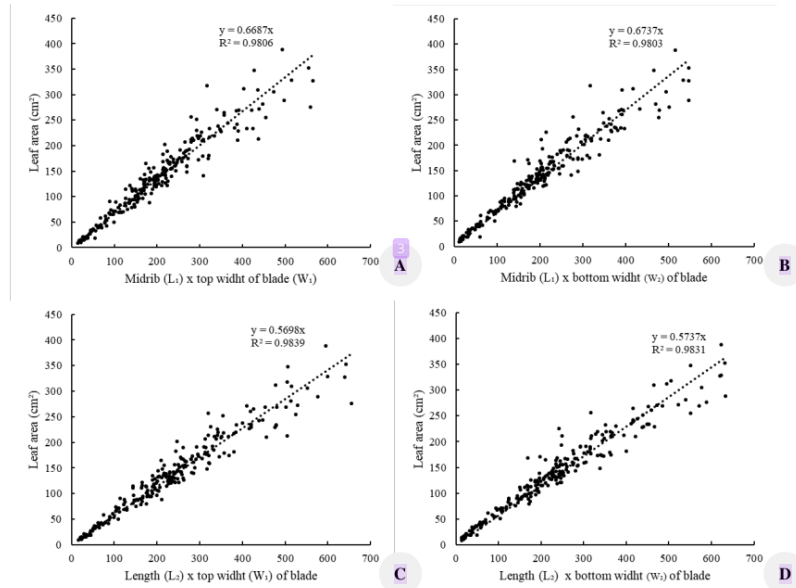 450
400
350
300
250
200
150
100
50
0
0 100 200 300 400 500 600 700
Leaf area (cm²)
y = 0.6687x
R² = 0.9806
Midrib (L₁) x top widht of blade (W₁)
3
A
450
400
350
300
250
200
150
100
50
0
0 100 200 300 400 500 600 700
Leaf area (cm²)
y = 0.6737x
R² = 0.9803
Midrib (L₁) x bottom widht (W₂) of blade
B
450
400
350
300
250
200
150
100
50
0
0 100 200 300 400 500 600 700
Leaf area (cm²)
y = 0.5698x
R² = 0.9839
Length (L₂) x top widht (W₁) of blade
C
450
400
350
300
250
200
150
100
50
0
0 100 200 300 400 500 600 700
Leaf area (cm²)
y = 0.5737x
R² = 0.9831
Length (L₂) x bottom widht (W₂) of blade
D